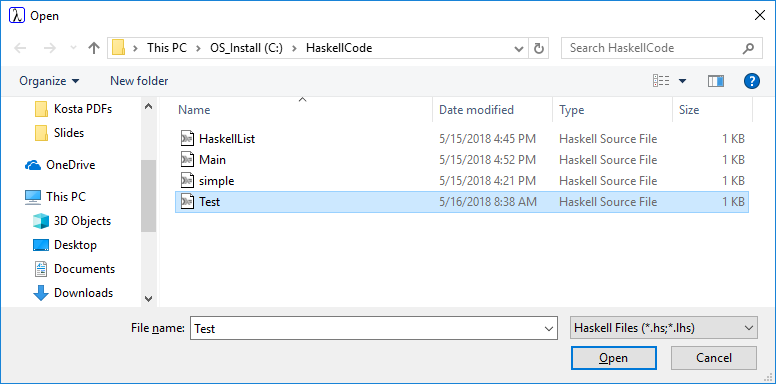 Open
This PC > OS_Install (C:) > HaskellCode
Search HaskellCode
Organize New folder
Name Date modified Type Size
Kosta PDFs
Slides
OneDrive
This PC
3D Objects
Desktop
Documents
Downloads
HaskellList 5/15/2018 4:45 PM Haskell Source File 1 KB
Main 5/15/2018 4:52 PM Haskell Source File 1 KB
simple 5/15/2018 4:21 PM Haskell Source File 1 KB
Test 5/16/2018 8:38 AM Haskell Source File 1 KB
File name: Test Haskell Files (*.hs;*.lhs)
Open Cancel